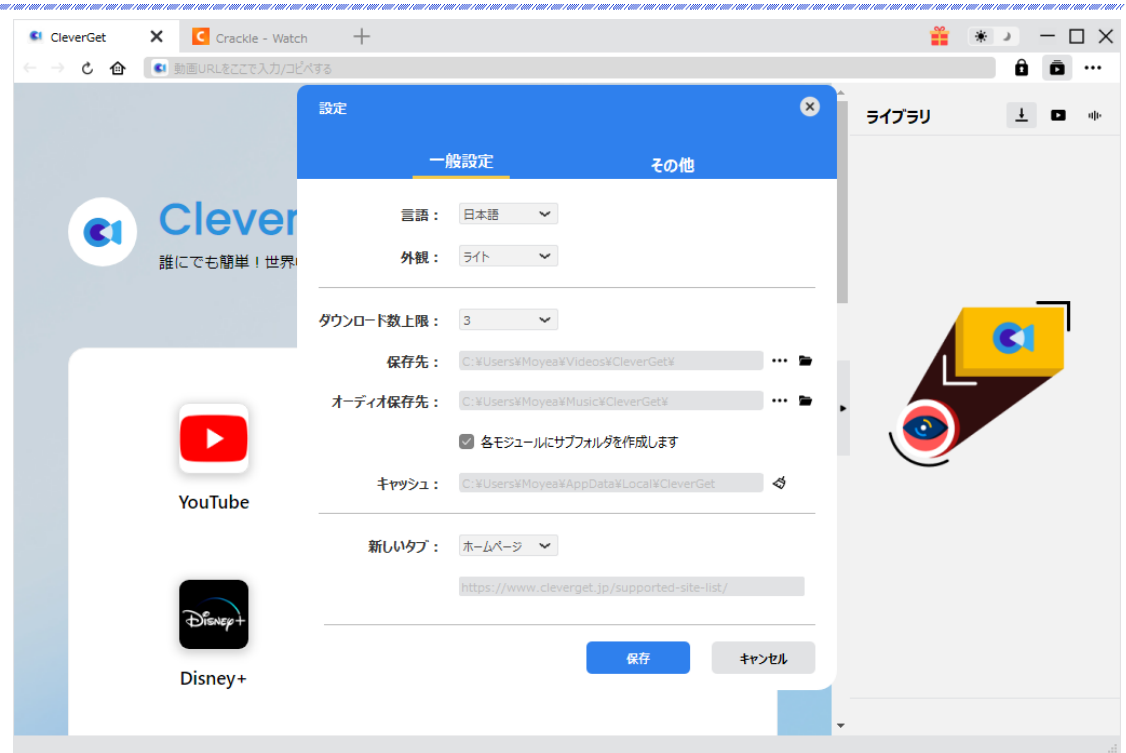 CleverGet
Crackle - Watch
動画URLをここで入力/コピペする
設定
一般設定
その他
ライブラリ
言語：
日本語
Clever
誰にでも簡単！世界
外観：
ライト
ダウンロード数上限：
3
保存先：
C:¥Users¥Moyea¥Videos¥CleverGet¥
オーディオ保存先：
C:¥Users¥Moyea¥Music¥CleverGet¥
各モジュールにサブフォルダを作成します
キャッシュ：
C:¥Users¥Moyea¥AppData¥Local¥CleverGet
YouTube
新しいタブ：
ホームページ
https://www.cleverget.jp/supported-site-list/
Disney+
保存
キャンセル
Disney+